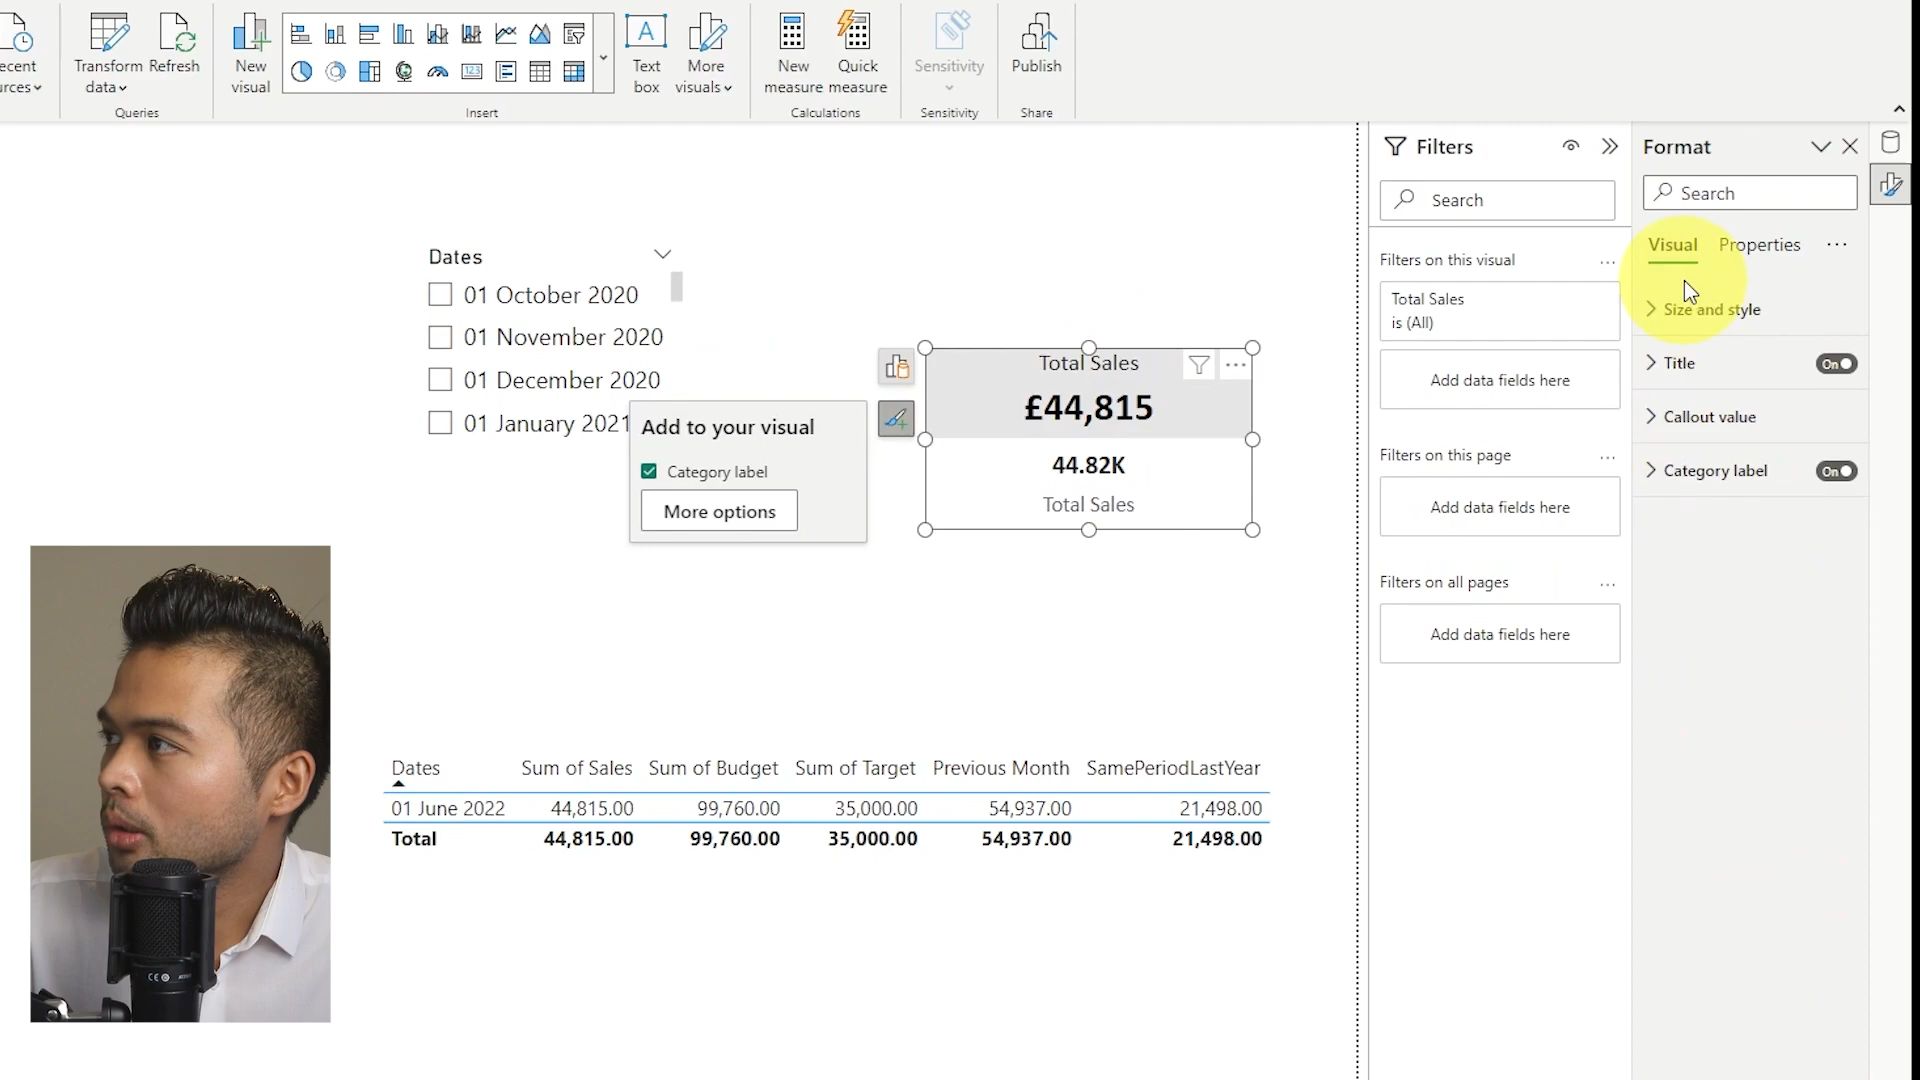 ecent
rces
Transform
data
Refresh
Queries
New
visual
123
Insert
A
Text
box
More
visuals
New
measure
Quick
measure
Calculations
Sensitivity
Sensitivity
Publish
Share
Filters
Search
Filters on this visual
...
Total Sales
is (All)
Add data fields here
Filters on this page
...
Add data fields here
Filters on all pages
...
Add data fields here
Format
Search
Visual
Properties
...
Size and style
Title
On
Callout value
Category label
On
Dates
01 October 2020
01 November 2020
01 December 2020
01 January 2021
Add to your visual
Category label
More options
Total Sales
...
£44,815
44.82K
Total Sales
Dates Sum of Sales Sum of Budget Sum of Target Previous Month SamePeriodLastYear
01 June 2022 44,815.00 99,760.00 35,000.00 54,937.00 21,498.00
Total 44,815.00 99,760.00 35,000.00 54,937.00 21,498.00
CE